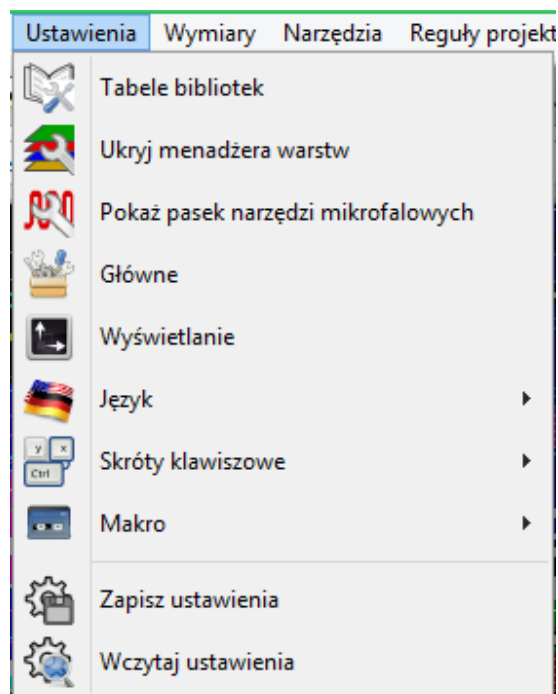 Ustawienia Wymiary Narzędzia Reguły projekt
Tabele bibliotek
Ukryj menadżera warstw
Pokaż pasek narzędzi mikrofalowych
Główne
Wyświetlanie
Język
y x
Ctrl
Skróty klawiszowe
Makro
Zapisz ustawienia
Wczytaj ustawienia